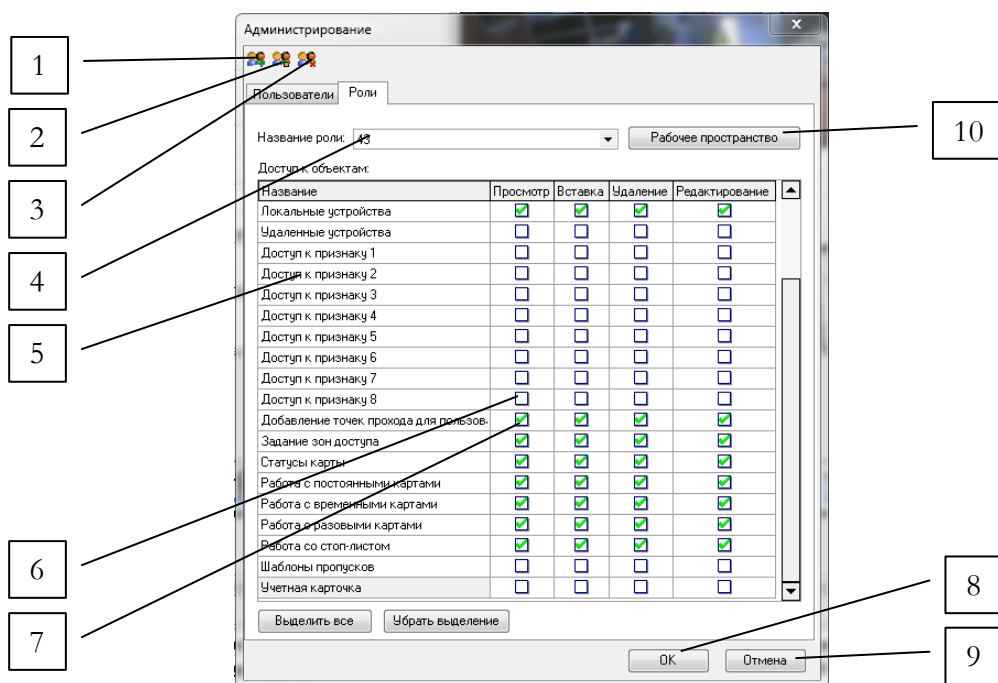 Администрирование
x
1
2
3
4
5
6
7
8
9
10
Пользователи Роли
Название роли: 43
Рабочее пространство
Доступ к объектам:
Название Просмотр Вставка Удаление Редактирование
Локальные устройства
Удаленные устройства
Доступ к признаку 1
Доступ к признаку 2
Доступ к признаку 3
Доступ к признаку 4
Доступ к признаку 5
Доступ к признаку 6
Доступ к признаку 7
Доступ к признаку 8
Добавление точек прохода для пользов
Задание зон доступа
Статусы карты
Работа с постоянными картами
Работа с временными картами
Работа с разовыми картами
Работа со стоп-листом
Шаблоны пропусков
Учетная карточка
Выделить все Убрать выделение
OK Отмена